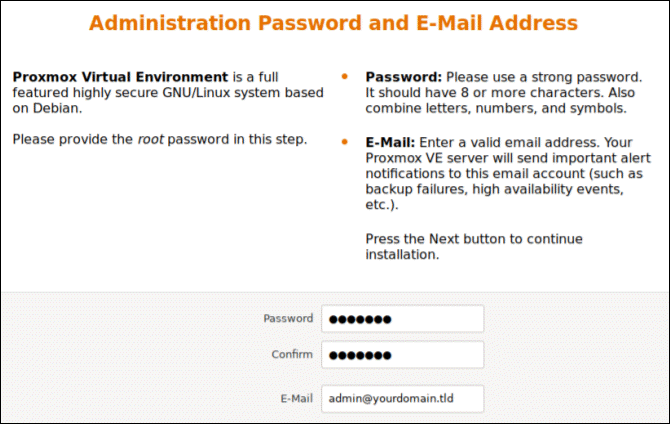 Administration Password and E-Mail Address
Proxmox Virtual Environment is a full
featured highly secure GNU/Linux system based
on Debian.
Please provide the root password in this step.
Password: Please use a strong password.
It should have 8 or more characters. Also
combine letters, numbers, and symbols.
E-Mail: Enter a valid email address. Your
Proxmox VE server will send important alert
notifications to this email account (such as
backup failures, high availability events,
etc.).
Press the Next button to continue
installation.
Password ●●●●●●●
Confirm ●●●●●●●
E-Mail admin@yourdomain.tld